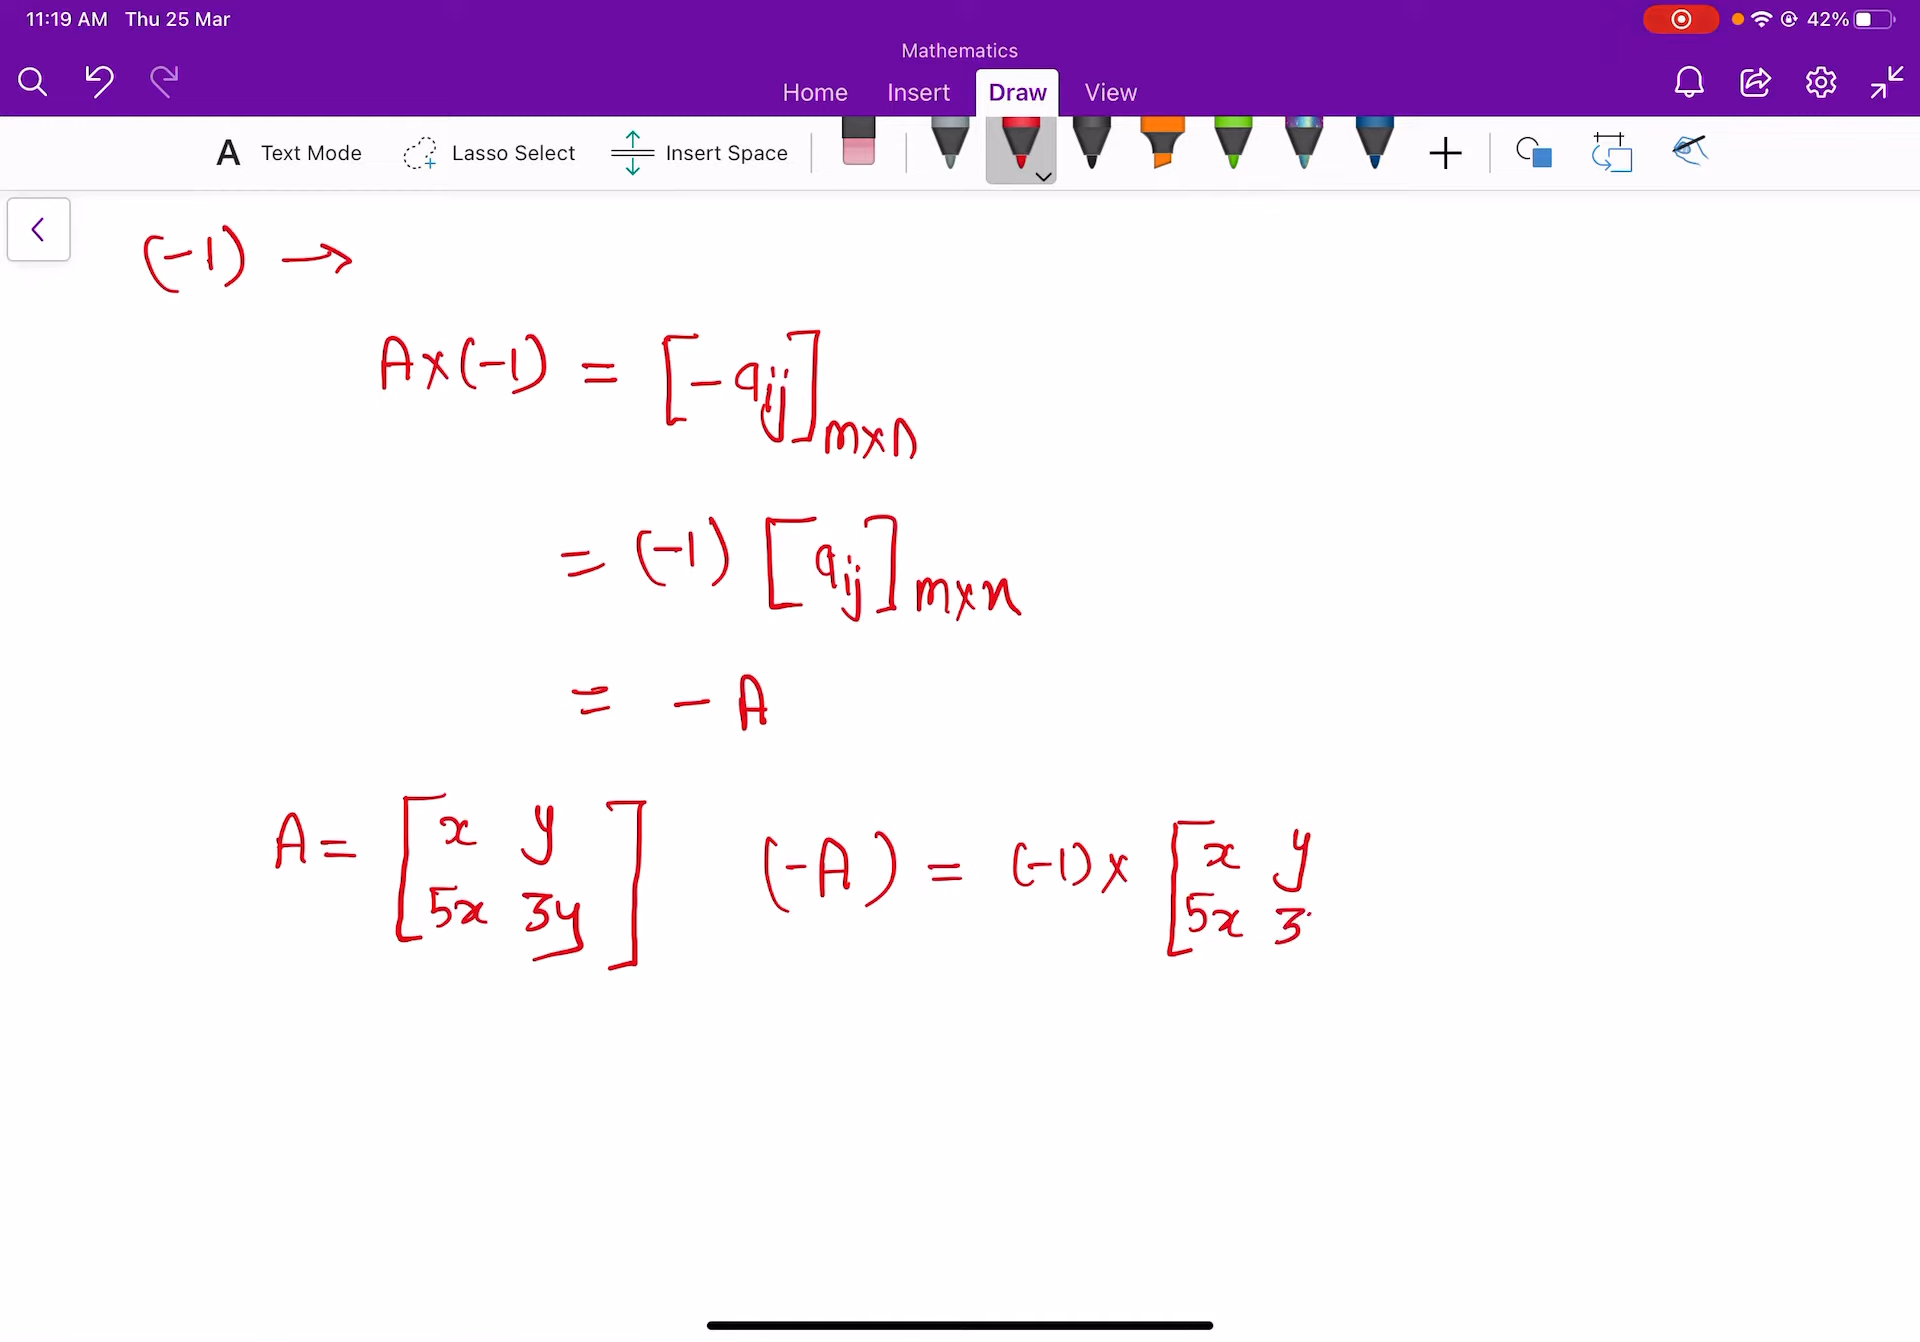 11:19 AM Thu 25 Mar
42%
Mathematics
Home Insert Draw View
A Text Mode Lasso Select Insert Space
(-1) →
A×(-1) = [-aij]m×n
= (-1) [aij]m×n
= - A
A = [x y
5x 3y]
(-A) = (-1)× [x y
5x 3